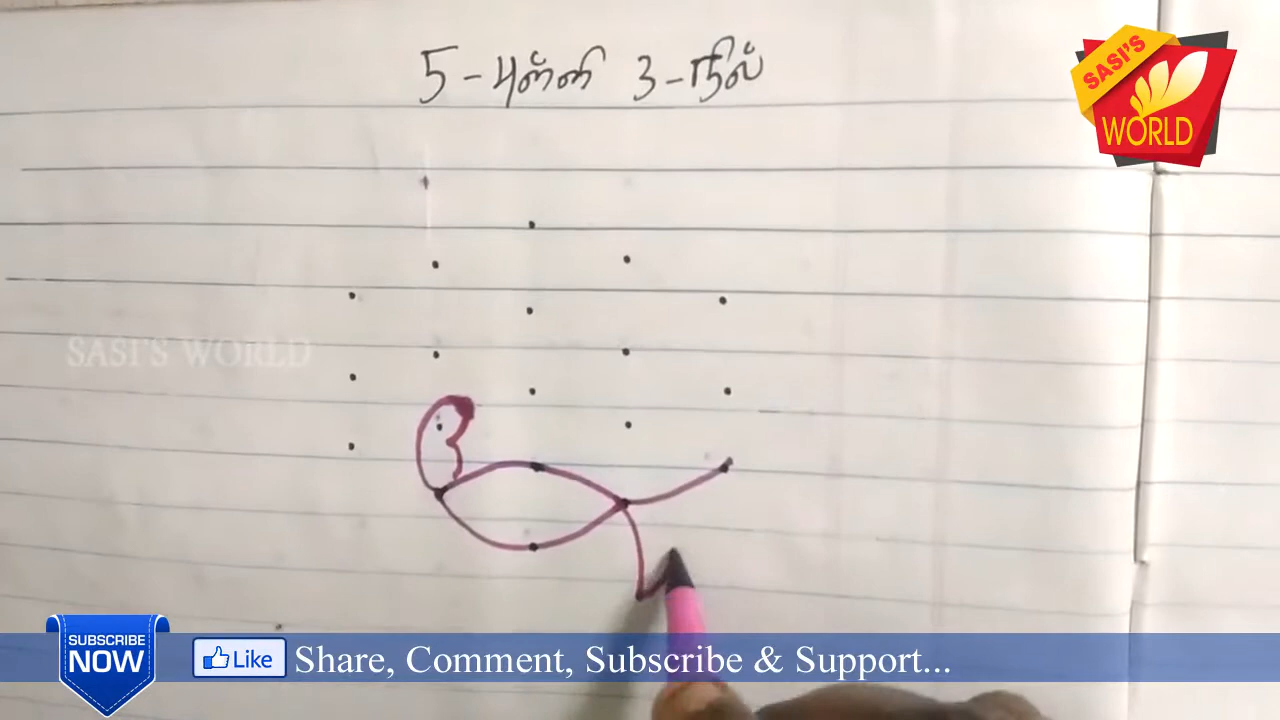 5 - புள்ளி 3 - நில்
SASI'S
WORLD
SASI'S WORLD
SUBSCRIBE
NOW
Like
Share, Comment, Subscribe & Support...